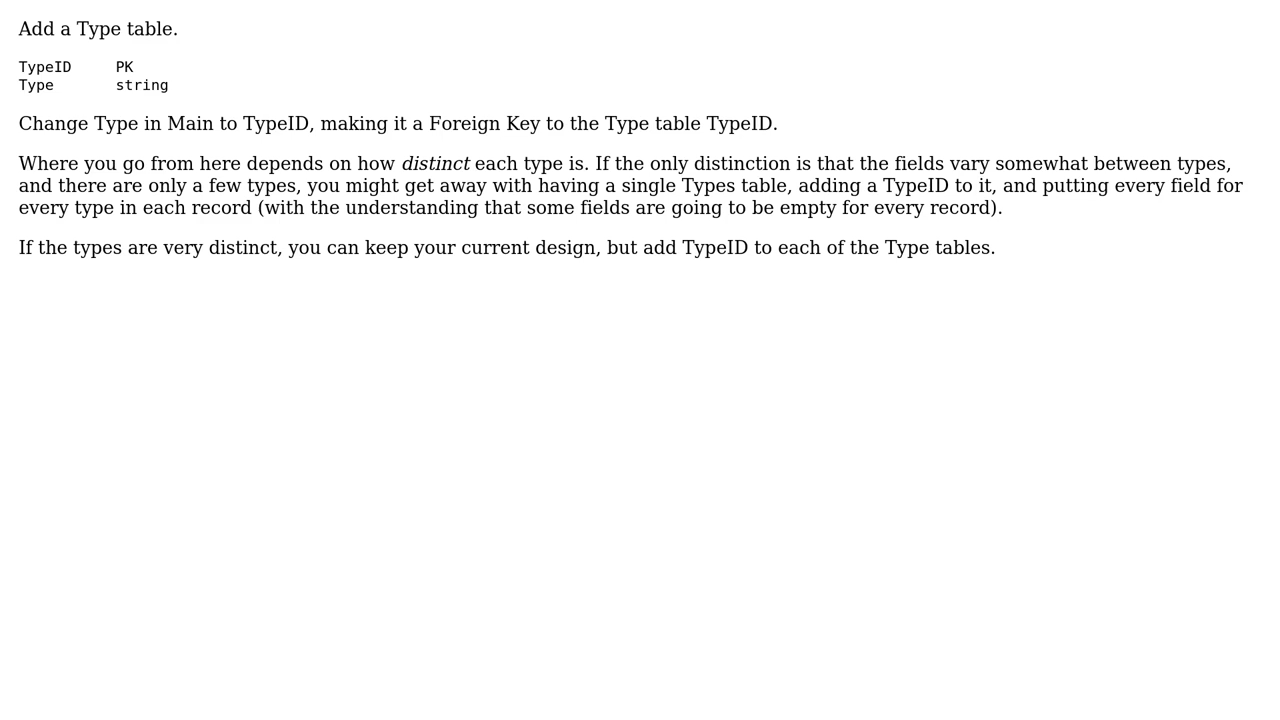 Add a Type table.
TypeID     PK
Type       string
Change Type in Main to TypeID, making it a Foreign Key to the Type table TypeID.
Where you go from here depends on how distinct each type is. If the only distinction is that the fields vary somewhat between types,
and there are only a few types, you might get away with having a single Types table, adding a TypeID to it, and putting every field for
every type in each record (with the understanding that some fields are going to be empty for every record).
If the types are very distinct, you can keep your current design, but add TypeID to each of the Type tables.